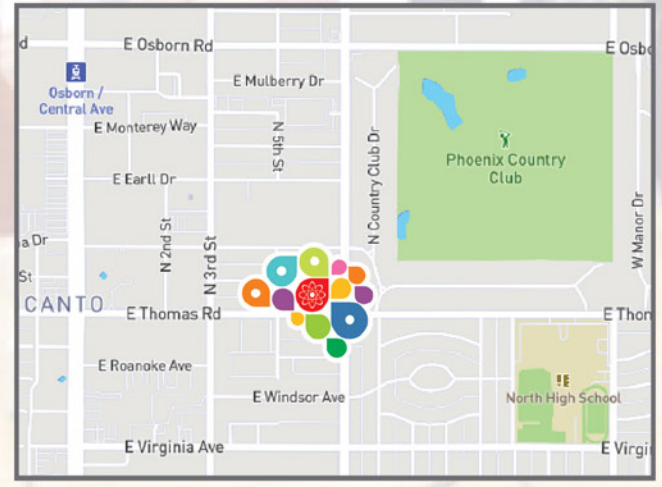 d
E Osborn Rd
E Osbo
Osborn /
Central Ave
E Mulberry Dr
E Monterey Way
N 5th St
N Country Club Dr
Phoenix Country
Club
E Earll Dr
N 2nd St
N 3rd St
W Manor Dr
a Dr
St
CANTO
E Thomas Rd
E Thon
E Roanoke Ave
E Windsor Ave
North High School
E Virginia Ave
E Virgi